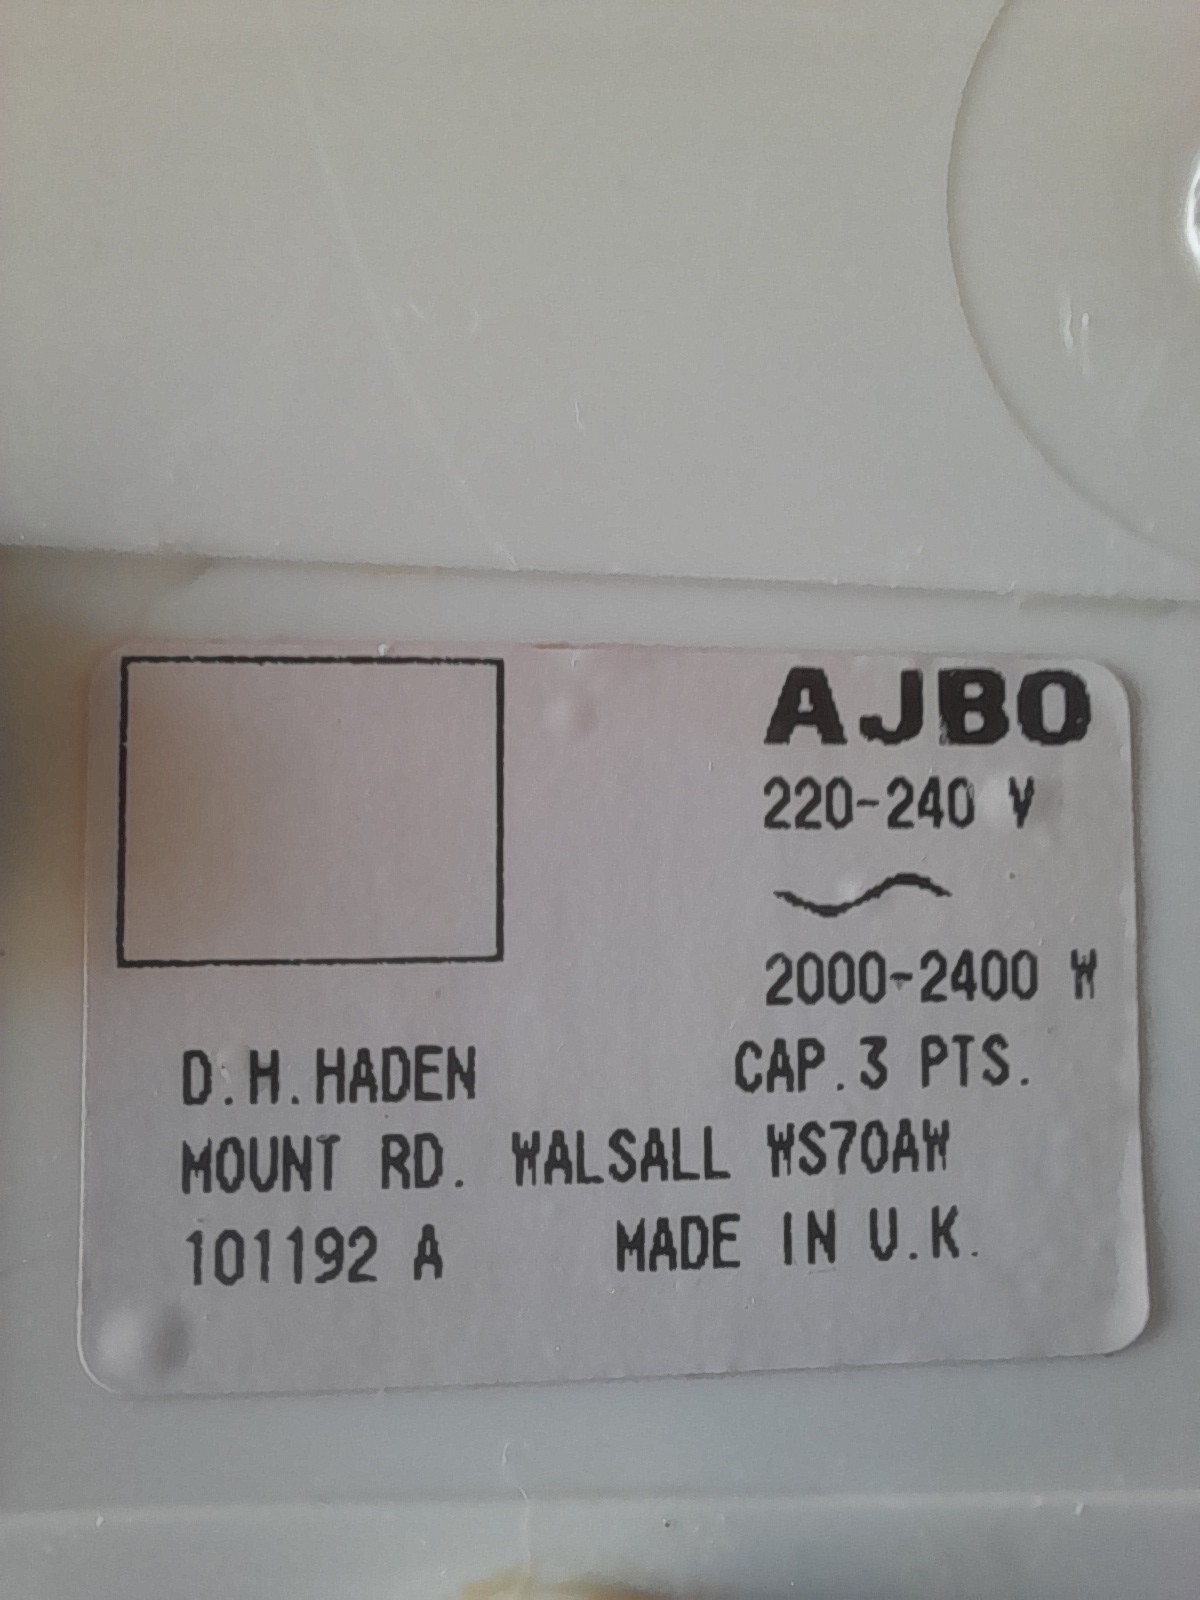 AJBO
220-240 V
~
2000-2400 W
D.H.HADEN CAP.3 PTS.
MOUNT RD. WALSALL WS70AW
101192 A MADE IN U.K.